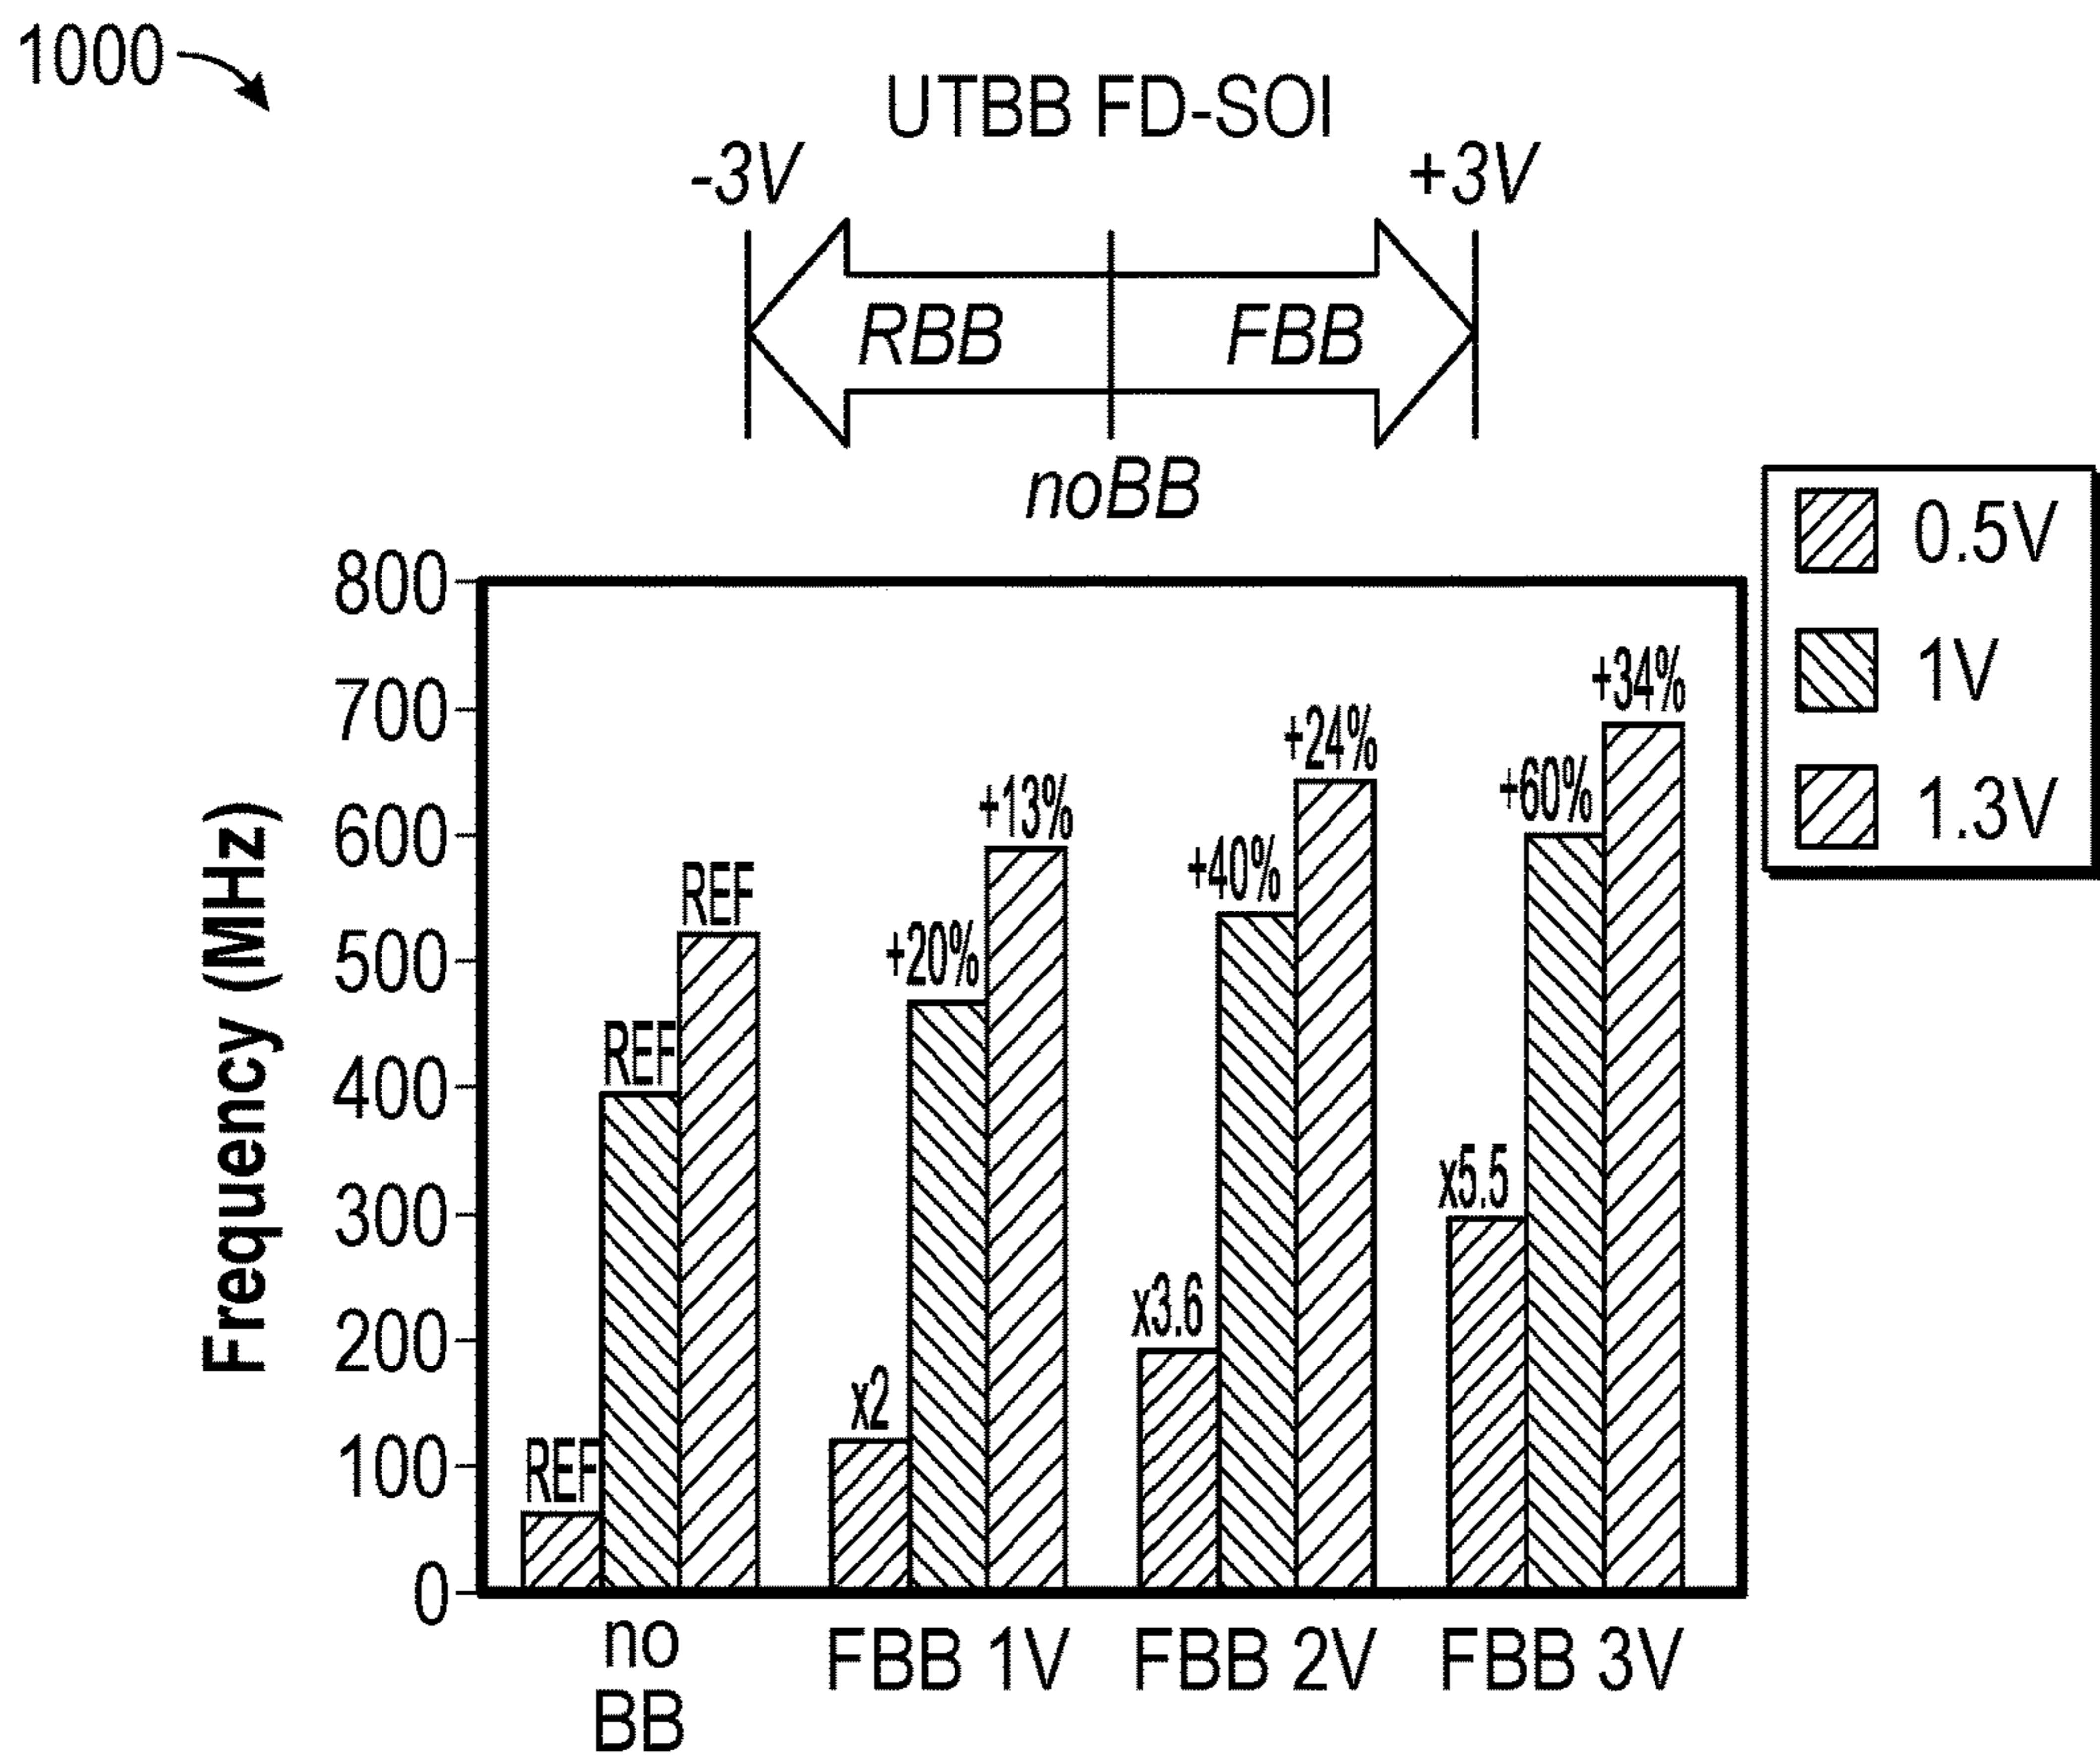 1000
UTBB FD-SOI
-3V
+3V
RBB
FBB
noBB
0.5V
1V
1.3V
Frequency (MHz)
800
700
600
500
400
300
200
100
0
REF
REF
REF
x2
+20%
+13%
x3.6
+40%
+24%
x5.5
+60%
+34%
no
BB
FBB 1V
FBB 2V
FBB 3V